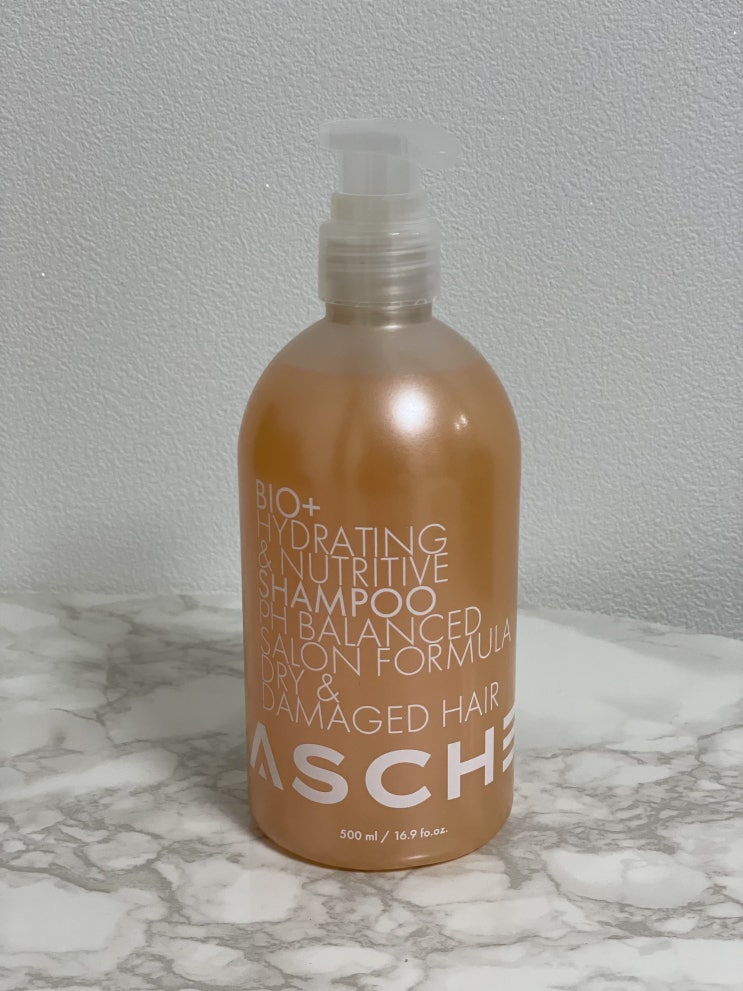 BIO+
HYDRATING
& NUTRITIVE
SHAMPOO
pH BALANCED
SALON FORMULA
DRY &
DAMAGED HAIR
ASCHE
500 ml / 16.9 fo.oz.